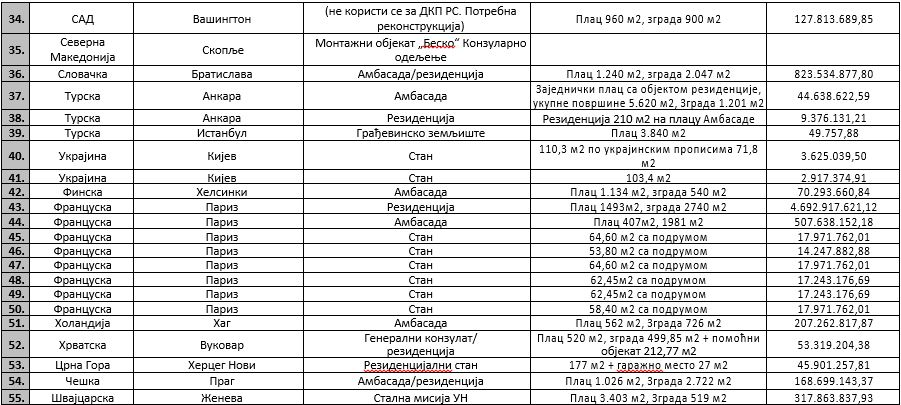 34. САД Вашингтон (не користи се за ДКП РС. Потребна реконструкција) Плац 960 м2, зграда 900 м2 127.813.689,85
35. Северна Македонија Скопље Монтажни објекат „Беско“ Конзуларно одељење
36. Словачка Братислава Амбасада/резиденција Плац 1.240 м2, зграда 2.047 м2 823.534.877,80
37. Турска Анкара Амбасада Заједнички плац са објектом резиденције, укупне површине 5.620 м2, Зграда 1.201 м2 44.638.622,59
38. Турска Анкара Резиденција Резиденција 210 м2 на плацу Амбасаде 9.376.131,21
39. Турска Истанбул Грађевинско земљиште Плац 3.840 м2 49.757,88
40. Украјина Кијев Стан 110,3 м2 по украјинским прописима 71,8 м2 3.625.039,50
41. Украјина Кијев Стан 103,4 м2 2.917.374,91
42. Финска Хелсинки Амбасада Плац 1.134 м2, зграда 540 м2 70.293.660,84
43. Француска Париз Резиденција Плац 1493м2, зграда 2740 м2 4.692.917.621,12
44. Француска Париз Амбасада Плац 407м2, 1981 м2 507.638.152,18
45. Француска Париз Стан 64,60 м2 са подрумом 17.971.762,01
46. Француска Париз Стан 53,80 м2 са подрумом 14.247.882,88
47. Француска Париз Стан 64,60 м2 са подрумом 17.971.762,01
48. Француска Париз Стан 62,45м2 са подрумом 17.243.176,69
49. Француска Париз Стан 62,45м2 са подрумом 17.243.176,69
50. Француска Париз Стан 58,40 м2 са подрумом 17.971.762,01
51. Холандија Хаг Амбасада Плац 562 м2, Зграда 726 м2 207.262.817,87
52. Хрватска Вуковар Генерални конзулат/ резиденција Плац 520 м2, зграда 499,85 м2 + помоћни објекат 212,77 м2 53.319.204,38
53. Црна Гора Херцег Нови Резиденцијални стан 177 м2 + гаражно место 27 м2 45.901.257,81
54. Чешка Праг Амбасада/резиденција Плац 1.026 м2, Зграда 2.722 м2 168.699.143,37
55. Швајцарска Женева Стална мисија УН Плац 3.403 м2, Зграда 519 м2 317.863.837,93